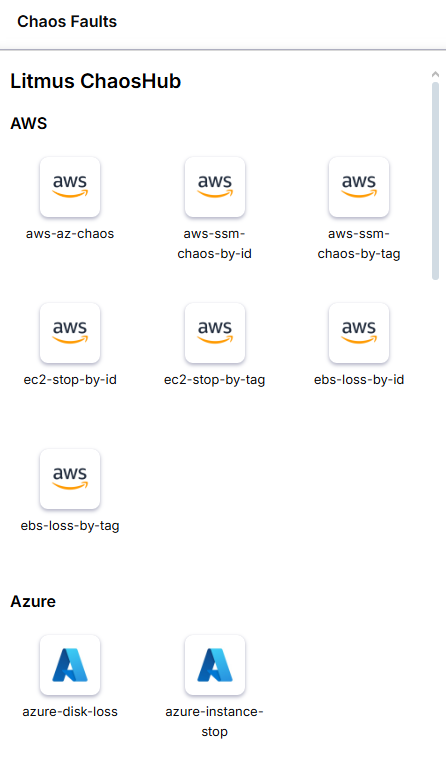 Chaos Faults
Litmus ChaosHub
AWS
aws
aws
aws
aws-az-chaos
aws-ssm-
chaos-by-id
aws-ssm-
chaos-by-tag
aws
aws
aws
ec2-stop-by-id
ec2-stop-by-tag
ebs-loss-by-id
aws
ebs-loss-by-tag
Azure
azure-disk-loss
azure-instance-
stop